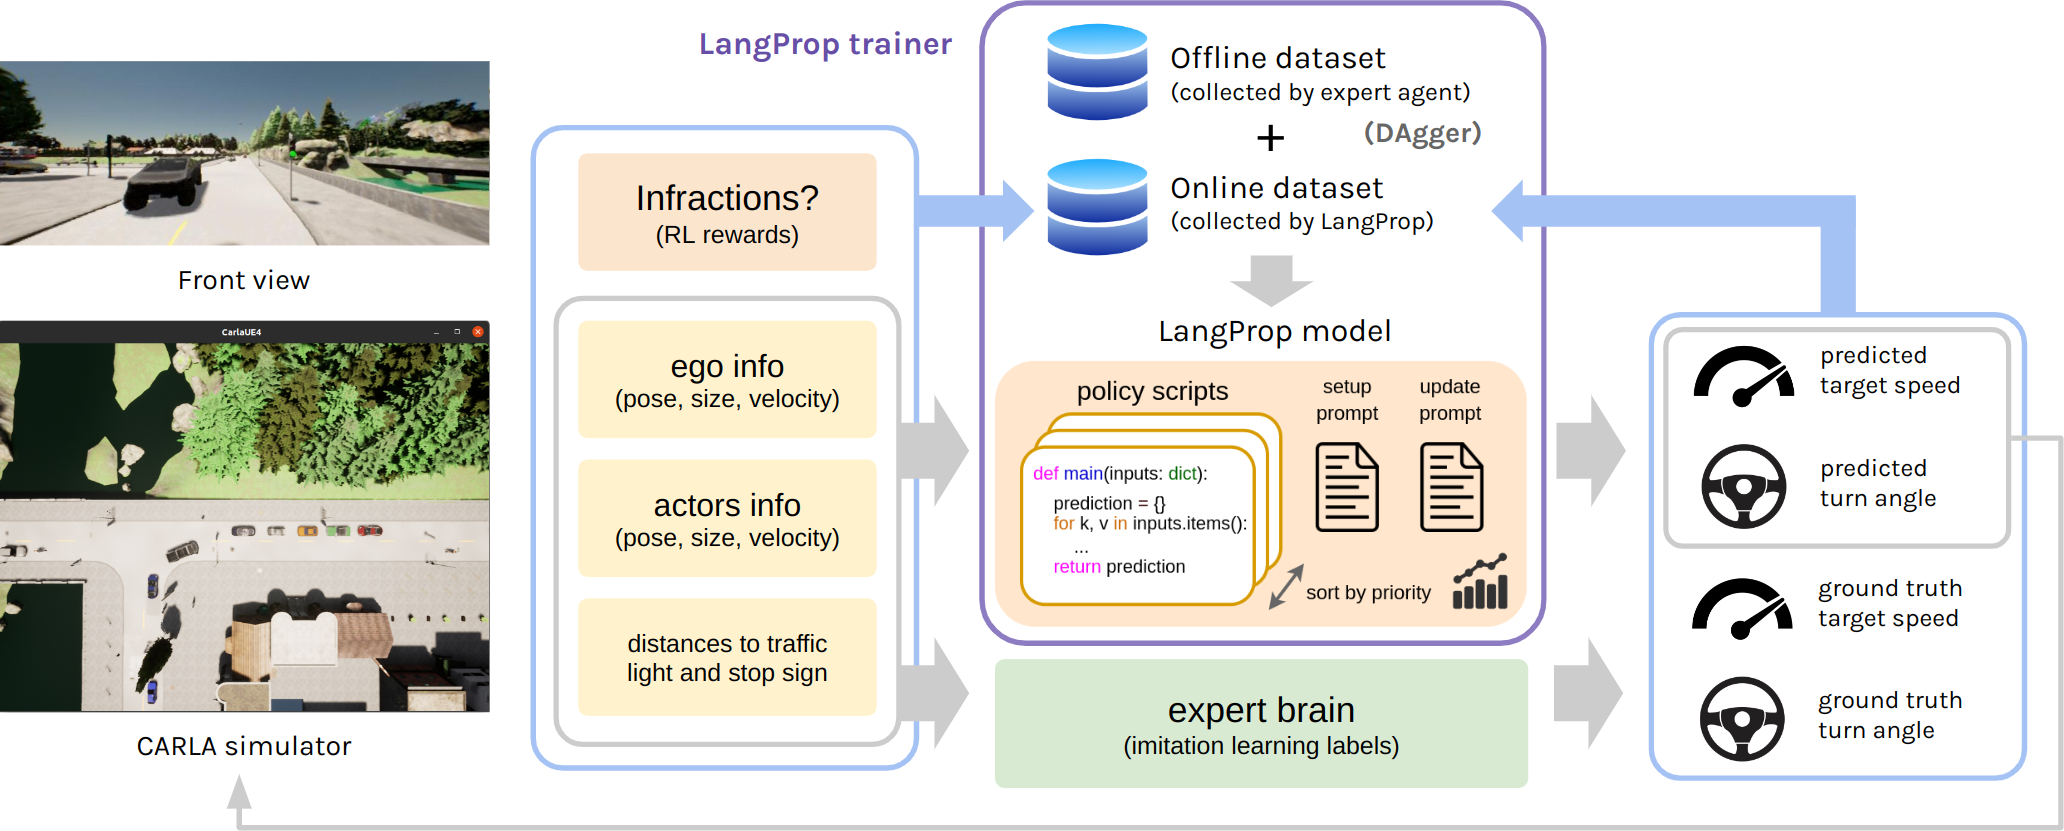 LangProp trainer
Offline dataset
(collected by expert agent)
+
(DAgger)
Online dataset
(collected by LangProp)
Front view
CarlaUE4
CARLA simulator
Infractions?
(RL rewards)
ego info
(pose, size, velocity)
actors info
(pose, size, velocity)
distances to traffic
light and stop sign
LangProp model
policy scripts
setup
prompt
update
prompt
def main(inputs: dict):
prediction = {}
for k, v in inputs.items():
...
return prediction
sort by priority
expert brain
(imitation learning labels)
predicted
target speed
predicted
turn angle
ground truth
target speed
ground truth
turn angle